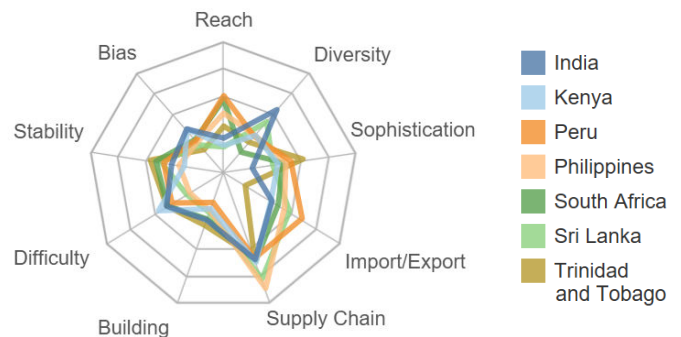 Reach
Bias
Diversity
Stability
Sophistication
Difficulty
Import/Export
Building
Supply Chain
India
Kenya
Peru
Philippines
South Africa
Sri Lanka
Trinidad
and Tobago